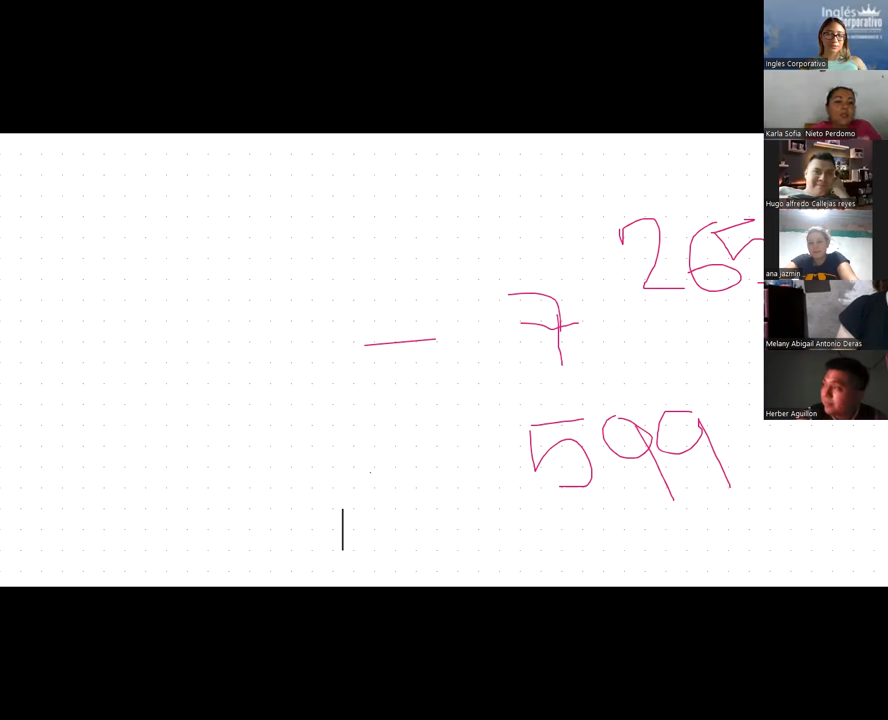 Inglés
Corporativo
Ingles Corporativo
Karla Sofia Nieto Perdomo
Hugo alfredo Callejas reyes
265
ana jazmin
— 7
Melany Abigail Antonio Deras
Herber Aguillon
599